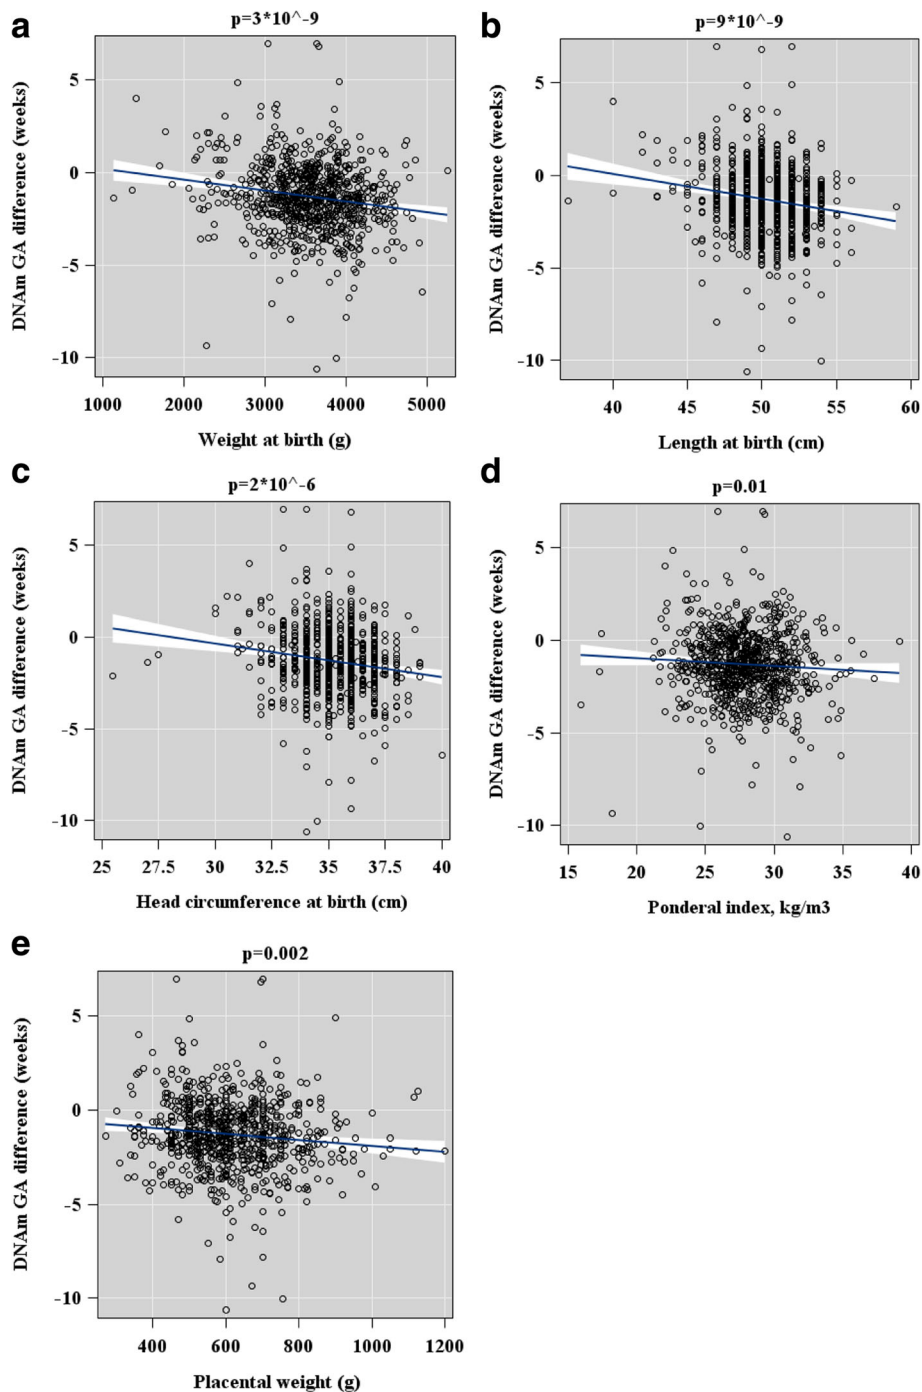 a
p=3*10^-9
DNAm GA difference (weeks)
5
0
-5
-10
1000 2000 3000 4000 5000
Weight at birth (g)
b
p=9*10^-9
DNAm GA difference (weeks)
5
0
-5
-10
40 45 50 55 60
Length at birth (cm)
c
p=2*10^-6
DNAm GA difference (weeks)
5
0
-5
-10
25 27.5 30 32.5 35 37.5 40
Head circumference at birth (cm)
d
p=0.01
DNAm GA difference (weeks)
5
0
-5
-10
15 20 25 30 35 40
Ponderal index, kg/m3
e
p=0.002
DNAm GA difference (weeks)
5
0
-5
-10
400 600 800 1000 1200
Placental weight (g)